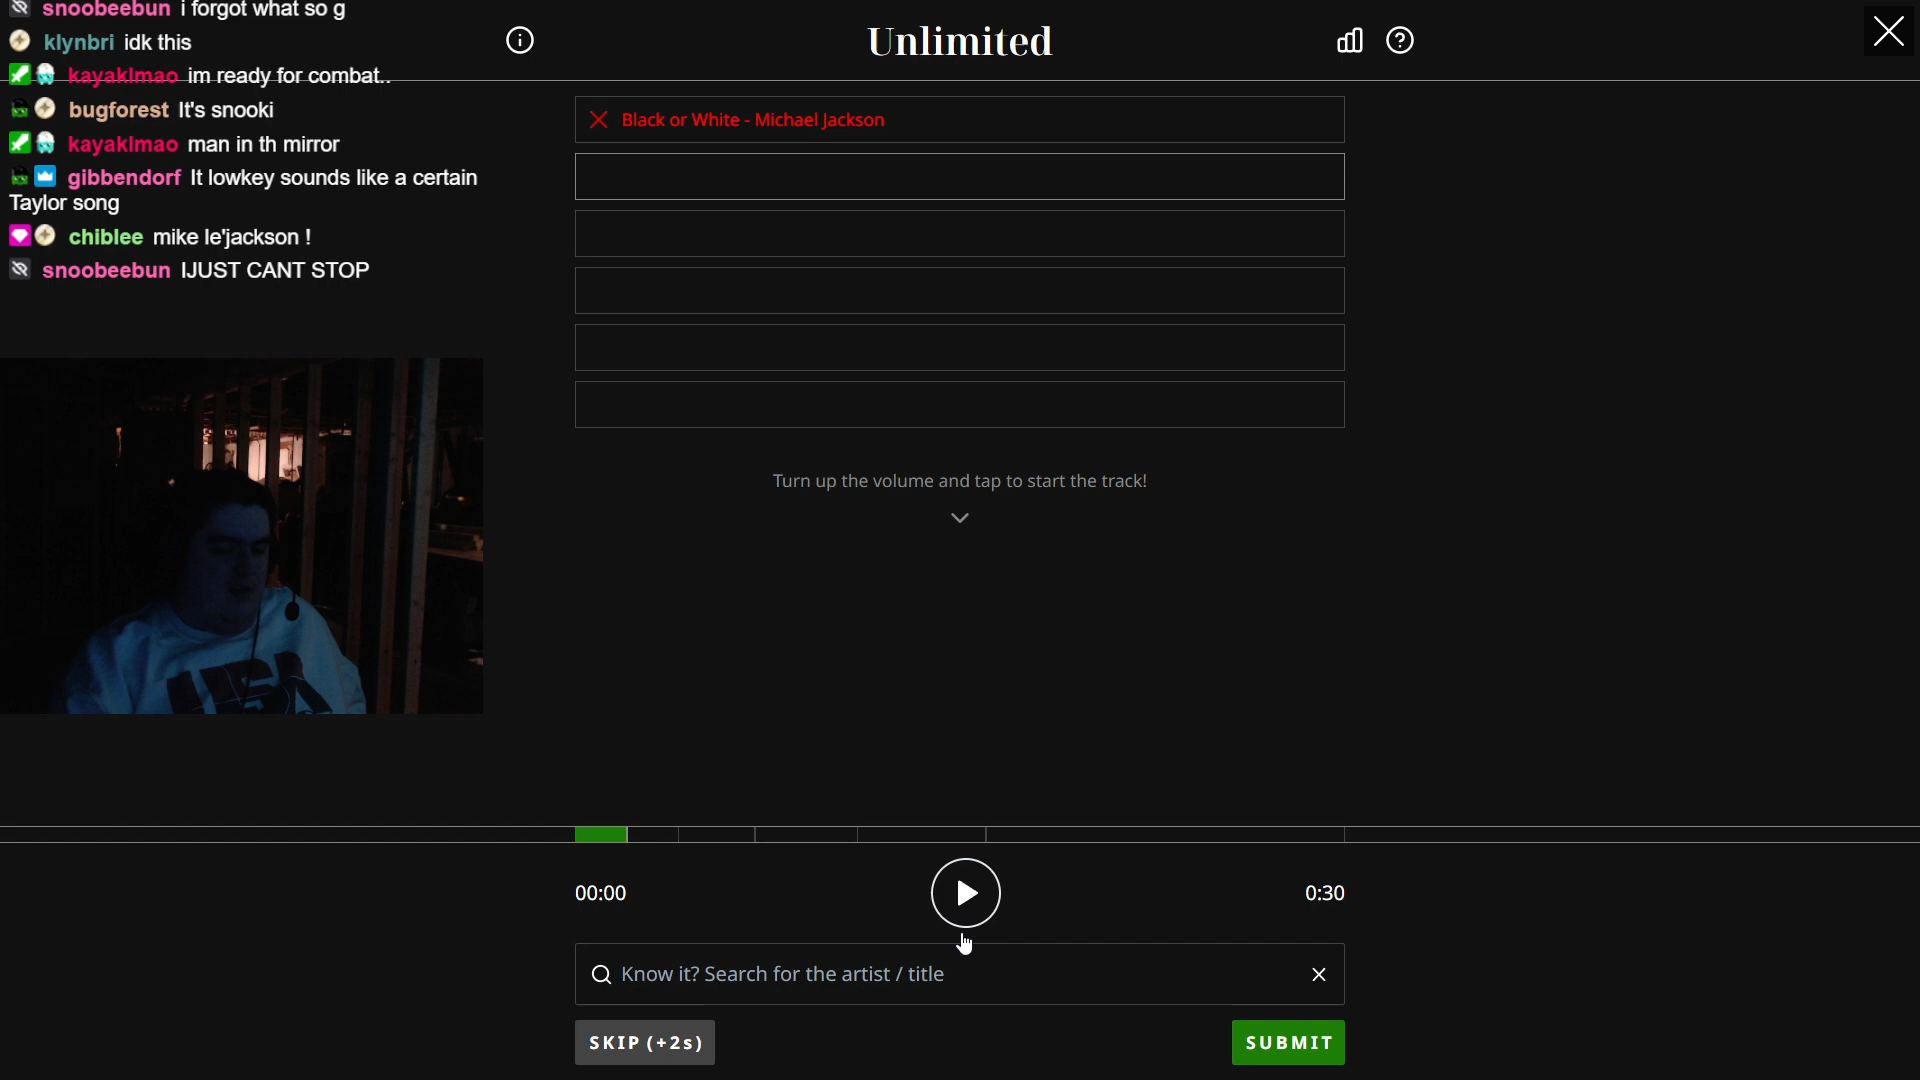 snoobeebun i forgot what so g
klynbri idk this
kayaklmao im ready for combat..
bugforest It's snooki
kayaklmao man in th mirror
gibbendorf It lowkey sounds like a certain
Taylor song
chiblee mike le'jackson !
snoobeebun IJUST CANT STOP
Unlimited
Black or White - Michael Jackson
Turn up the volume and tap to start the track!
00:00
0:30
Know it? Search for the artist / title
SKIP (+2s)
SUBMIT